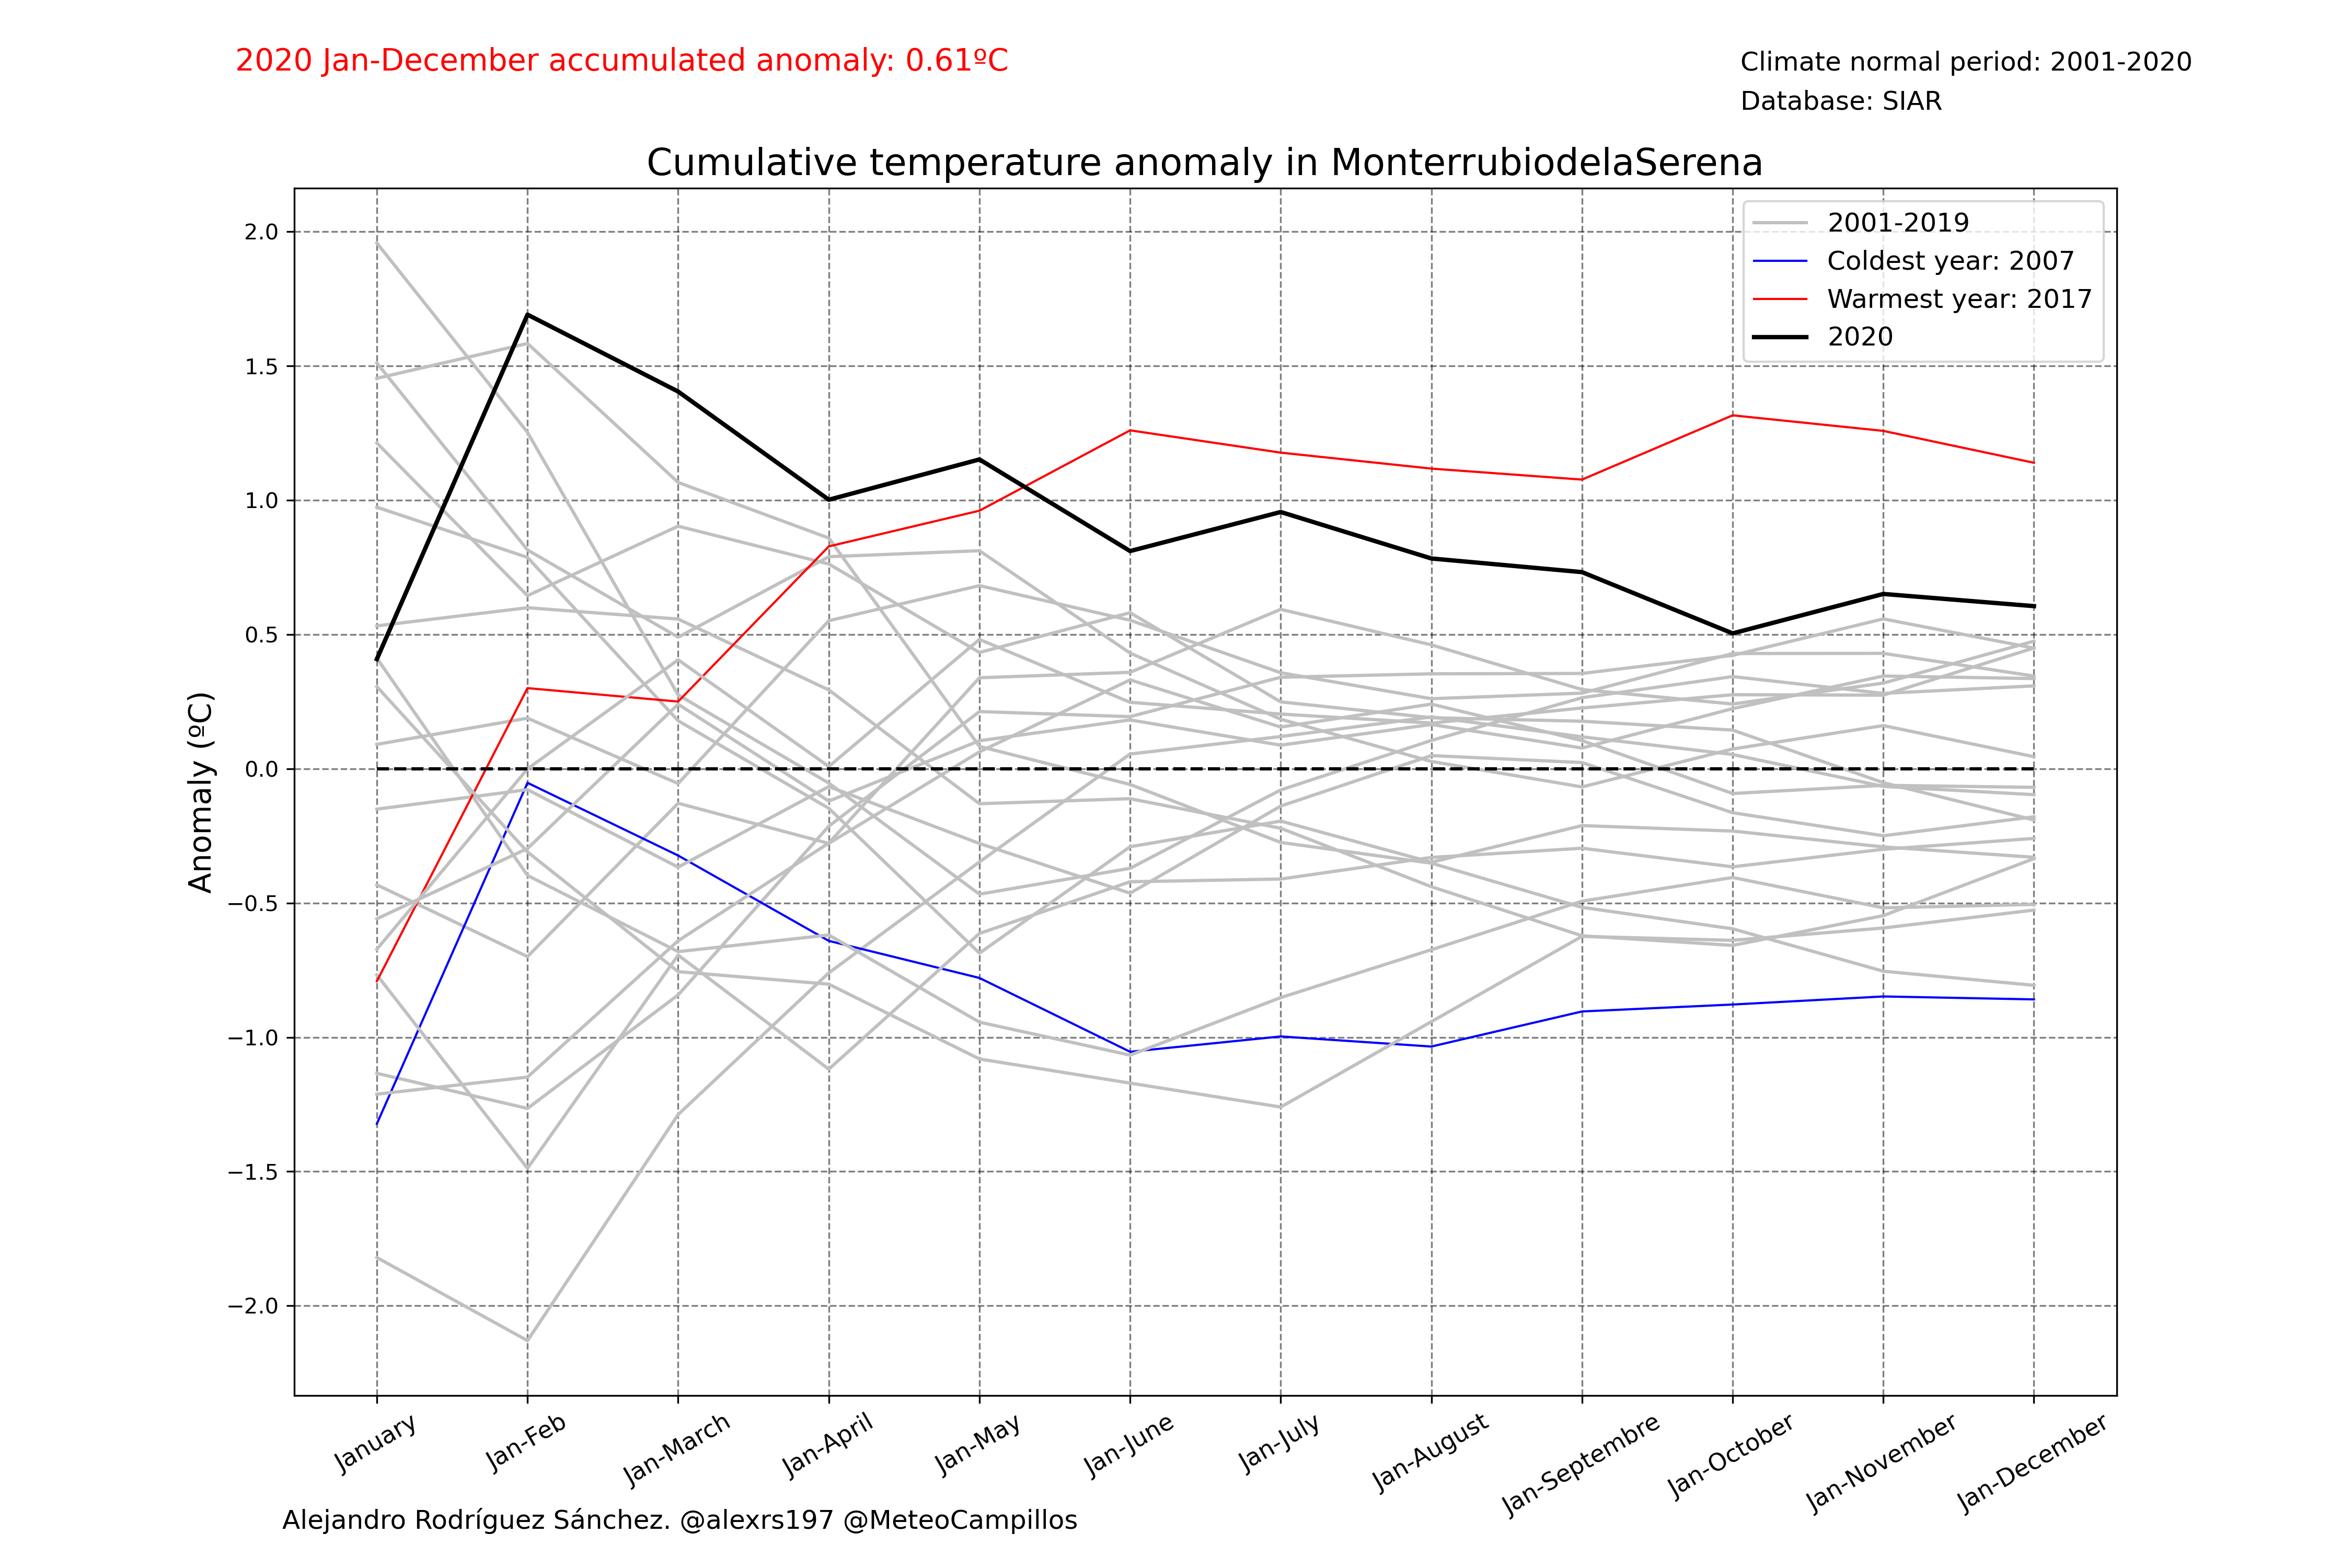 2020 Jan-December accumulated anomaly: 0.61ºC
Climate normal period: 2001-2020
Database: SIAR
Cumulative temperature anomaly in MonterrubiodelaSerena
2001-2019
Coldest year: 2007
Warmest year: 2017
2020
Anomaly (ºC)
2.0
1.5
1.0
0.5
0.0
−0.5
−1.0
−1.5
−2.0
January
Jan-Feb
Jan-March
Jan-April
Jan-May
Jan-June
Jan-July
Jan-August
Jan-Septembre
Jan-October
Jan-November
Jan-December
Alejandro Rodríguez Sánchez. @alexrs197 @MeteoCampillos